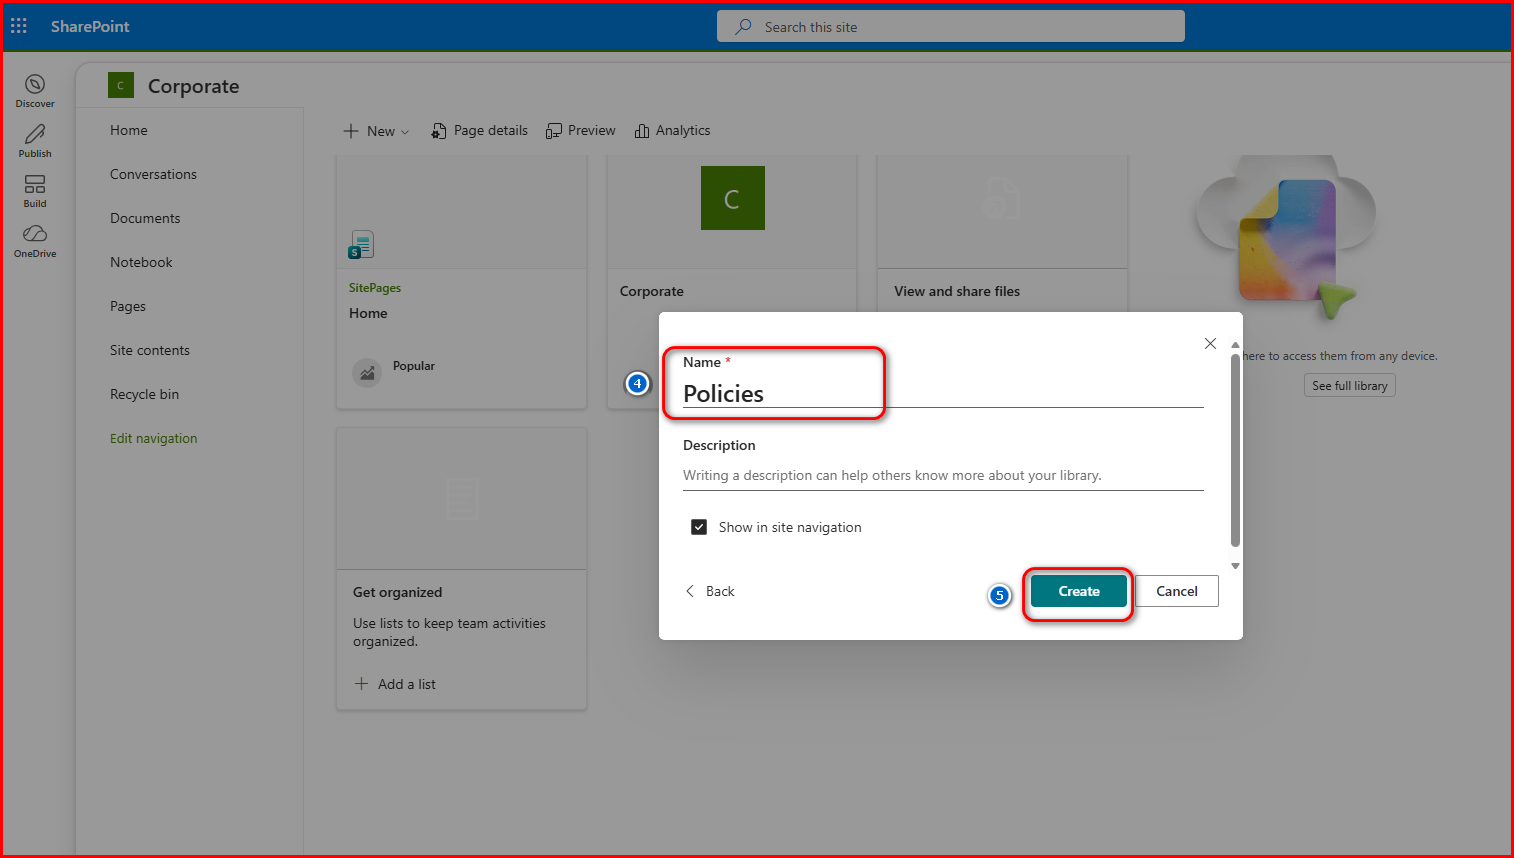 SharePoint
Search this site
Discover
Publish
Build
OneDrive
C
Corporate
Home
Conversations
Documents
Notebook
Pages
Site contents
Recycle bin
Edit navigation
New
Page details
Preview
Analytics
S
SitePages
Home
Popular
C
Corporate
View and share files
here to access them from any device.
See full library
Get organized
Use lists to keep team activities
organized.
Add a list
4
Name *
Policies
Description
Writing a description can help others know more about your library.
Show in site navigation
Back
5
Create
Cancel